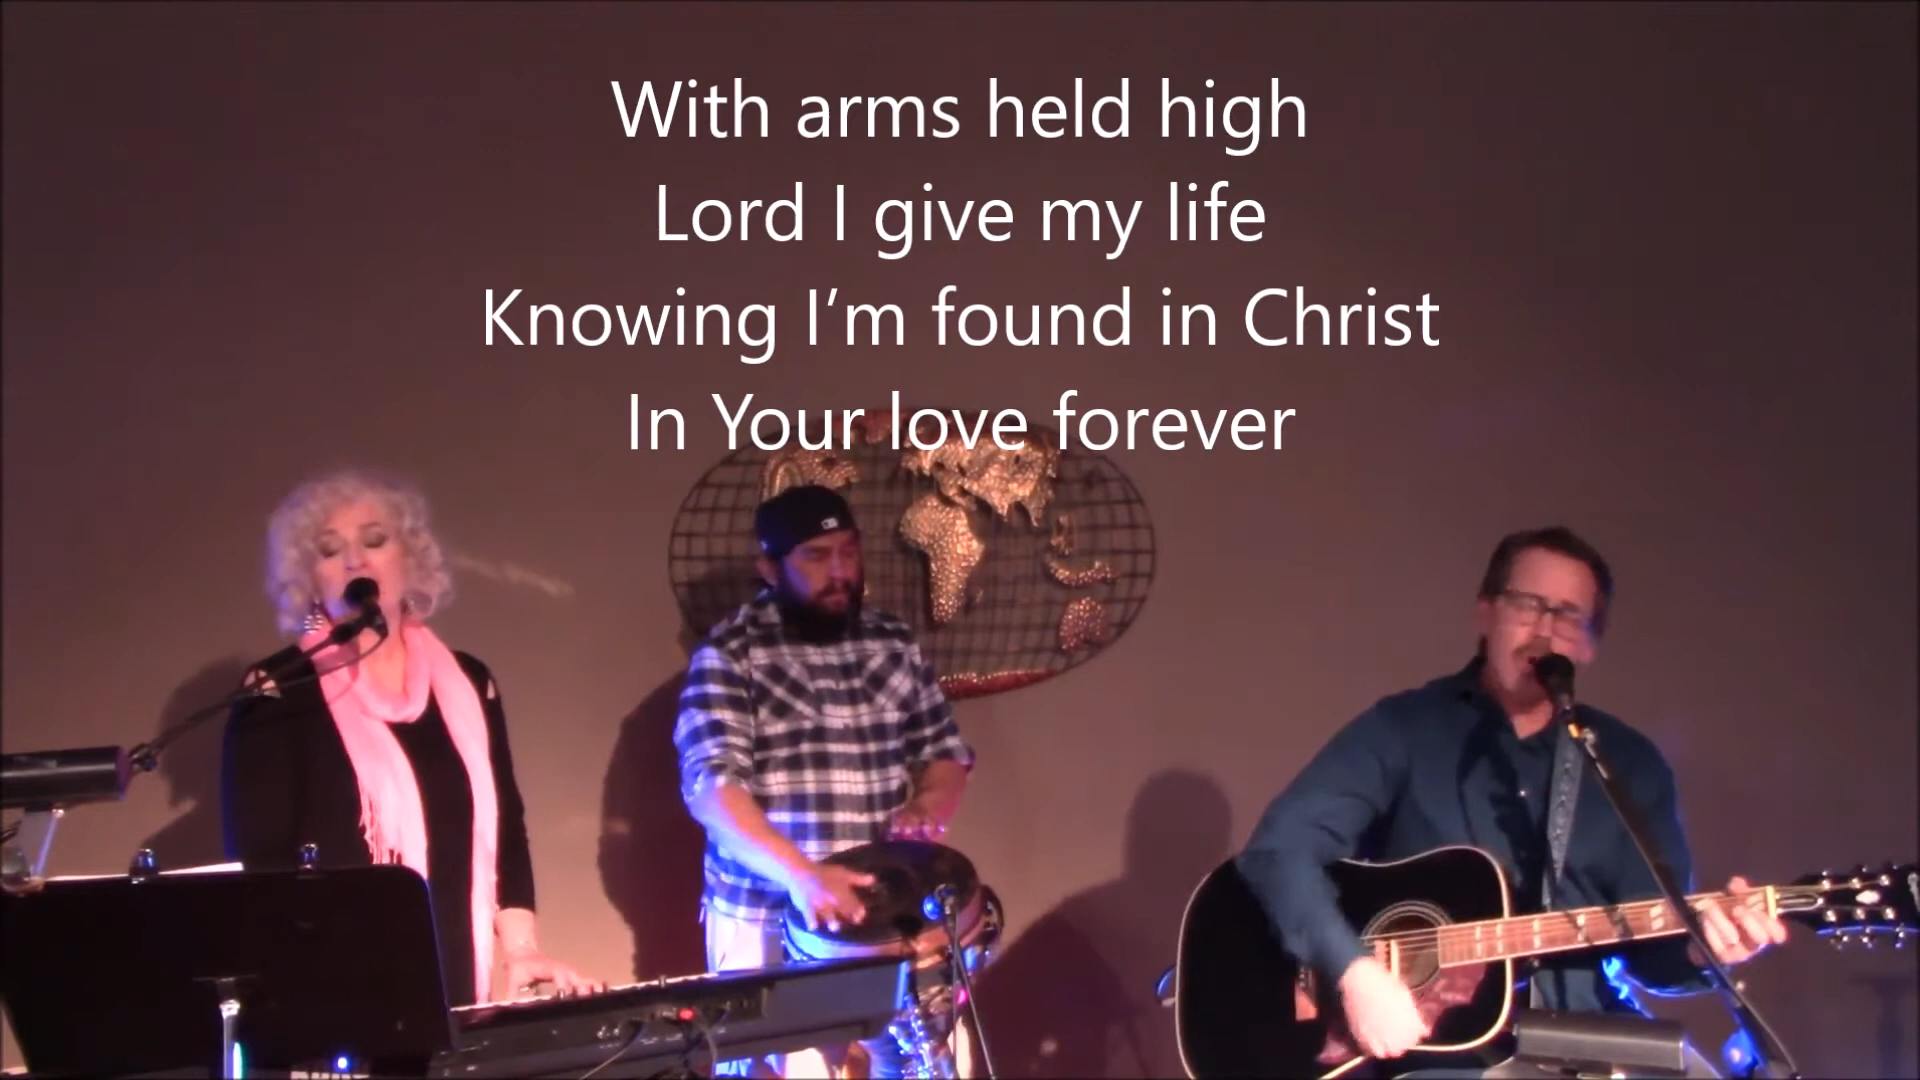 With arms held high
Lord I give my life
Knowing I’m found in Christ
In Your love forever